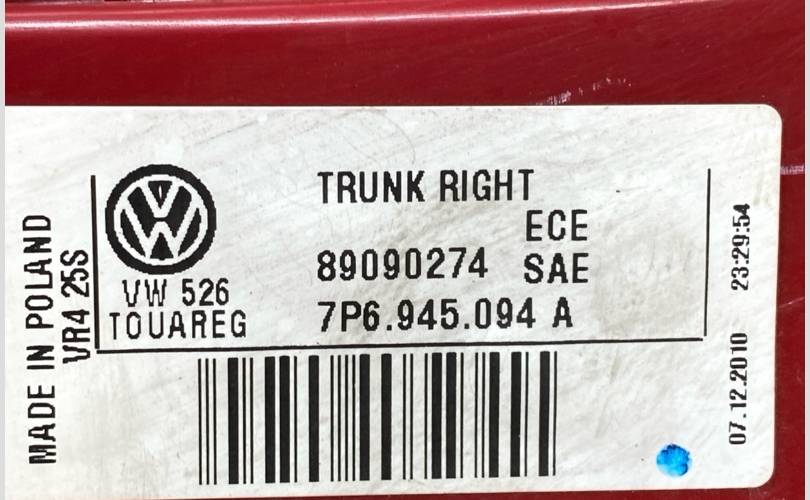 MADE IN POLAND
VR4 25S
VW 526
TOUAREG
TRUNK RIGHT
ECE
89090274 SAE
7P6.945.094 A
07.12.2010 23:29:54